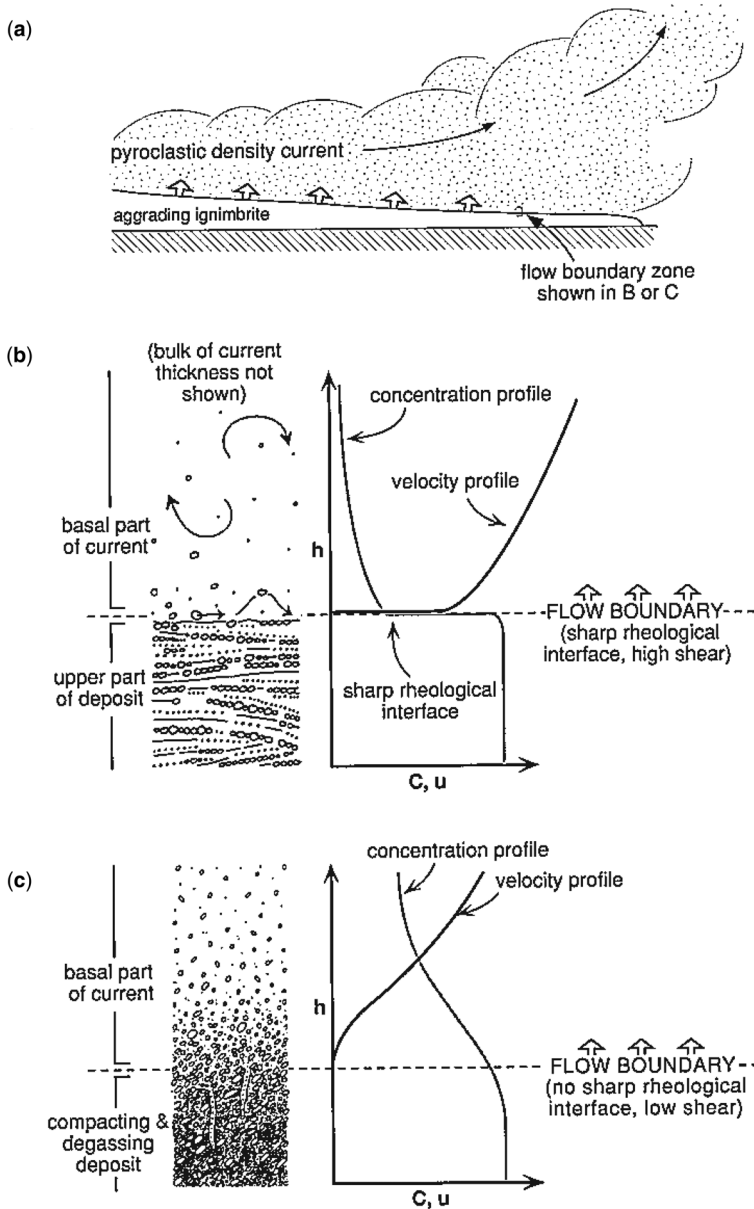 (a)
pyroclastic density current
aggrading ignimbrite
flow boundary zone
shown in B or C
(b)
(bulk of current
thickness not
shown)
concentration profile
velocity profile
basal part
of current
h
FLOW BOUNDARY
(sharp rheological
interface, high shear)
upper part
of deposit
sharp rheological
interface
C, u
(c)
concentration profile
velocity profile
basal part
of current
h
FLOW BOUNDARY
(no sharp rheological
interface, low shear)
compacting &
degassing
deposit
C, u